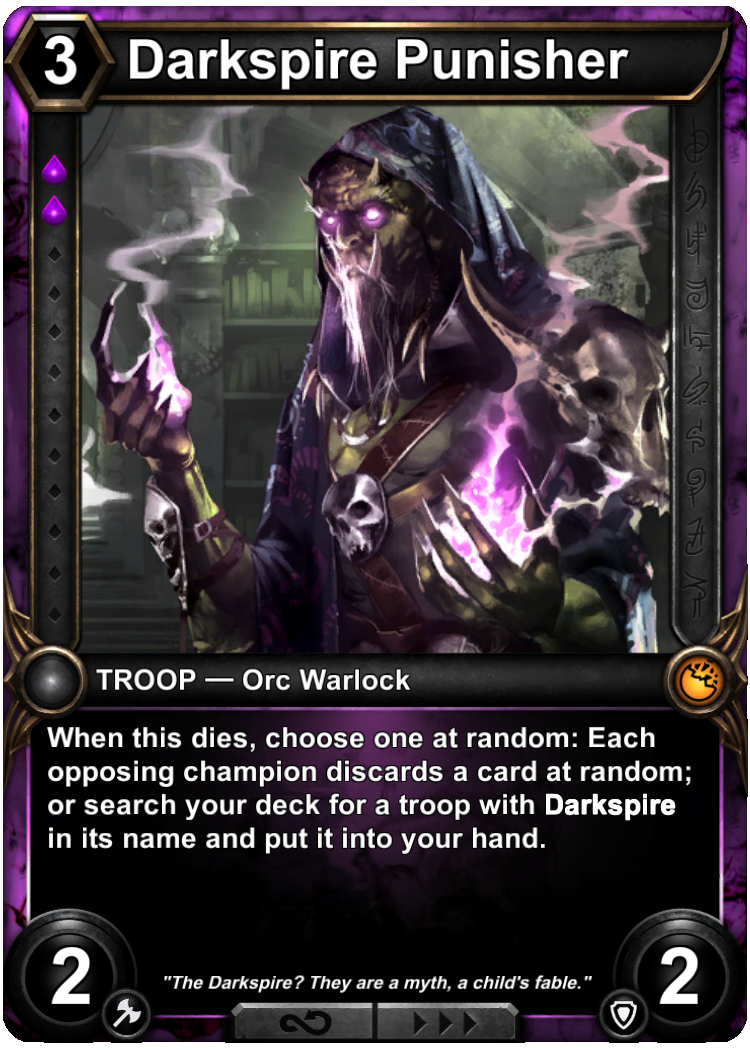 3 Darkspire Punisher
TROOP — Orc Warlock
When this dies, choose one at random: Each
opposing champion discards a card at random;
or search your deck for a troop with Darkspire
in its name and put it into your hand.
"The Darkspire? They are a myth, a child's fable."
2
2